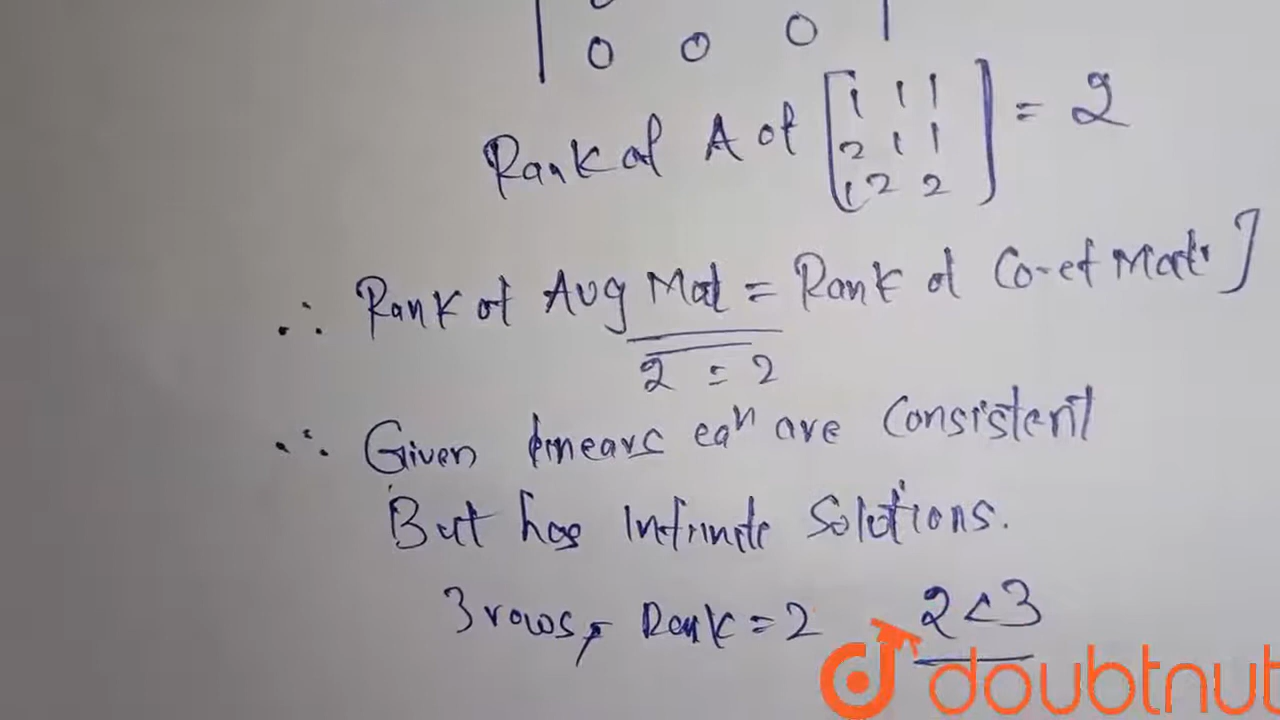 0 0 0
Rank of A of [1 1 1
2 1 1
1 2 2] = 2
∴ Rank of Aug Mat = Rank of Co-ef Mat]
2 = 2
∴ Given linears eqn are Consistent
But has Infinite Solutions.
3 rows, Rank = 2 2 < 3
doubtnut